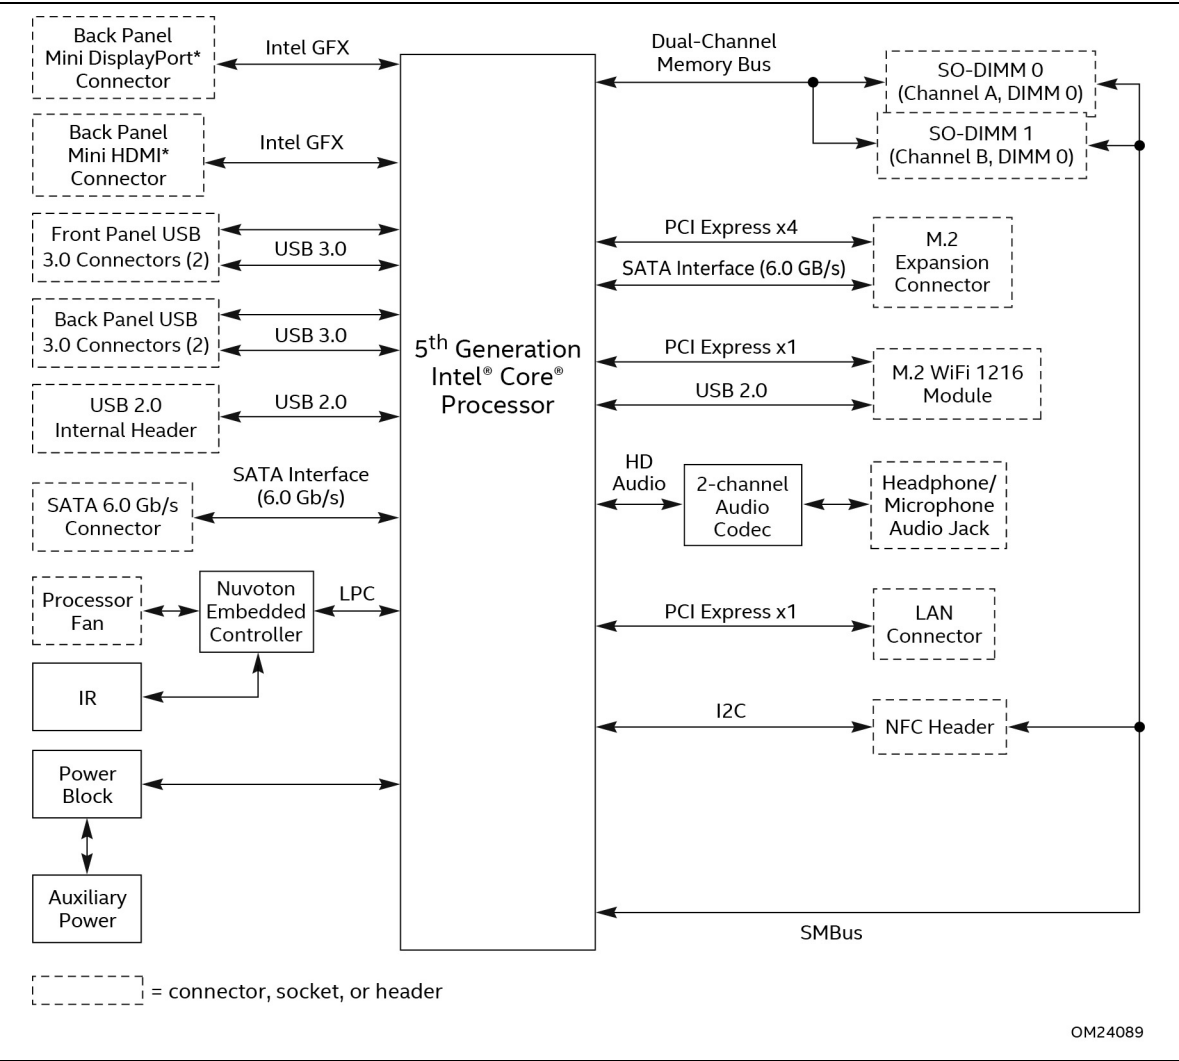 Back Panel
Mini DisplayPort*
Connector
Intel GFX
Back Panel
Mini HDMI*
Connector
Intel GFX
Front Panel USB
3.0 Connectors (2)
USB 3.0
Back Panel USB
3.0 Connectors (2)
USB 3.0
USB 2.0
Internal Header
USB 2.0
SATA 6.0 Gb/s
Connector
SATA Interface
(6.0 Gb/s)
Processor
Fan
Nuvoton
Embedded
Controller
LPC
IR
Power
Block
Auxiliary
Power
5th Generation
Intel® Core®
Processor
Dual-Channel
Memory Bus
SO-DIMM 0
(Channel A, DIMM 0)
SO-DIMM 1
(Channel B, DIMM 0)
PCI Express x4
SATA Interface (6.0 GB/s)
M.2
Expansion
Connector
PCI Express x1
USB 2.0
M.2 WiFi 1216
Module
HD
Audio
2-channel
Audio
Codec
Headphone/
Microphone
Audio Jack
PCI Express x1
LAN
Connector
I2C
NFC Header
SMBus
= connector, socket, or header
OM24089